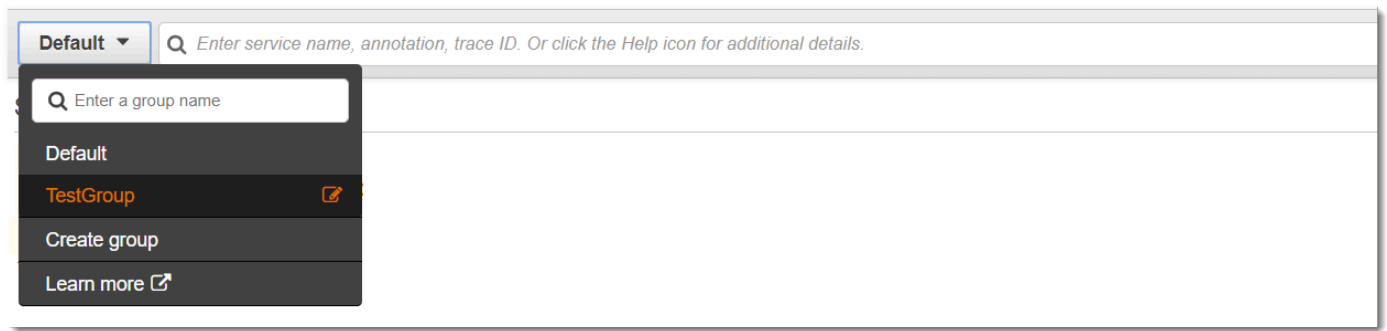 Default
Enter service name, annotation, trace ID. Or click the Help icon for additional details.
Enter a group name
Default
TestGroup
Create group
Learn more